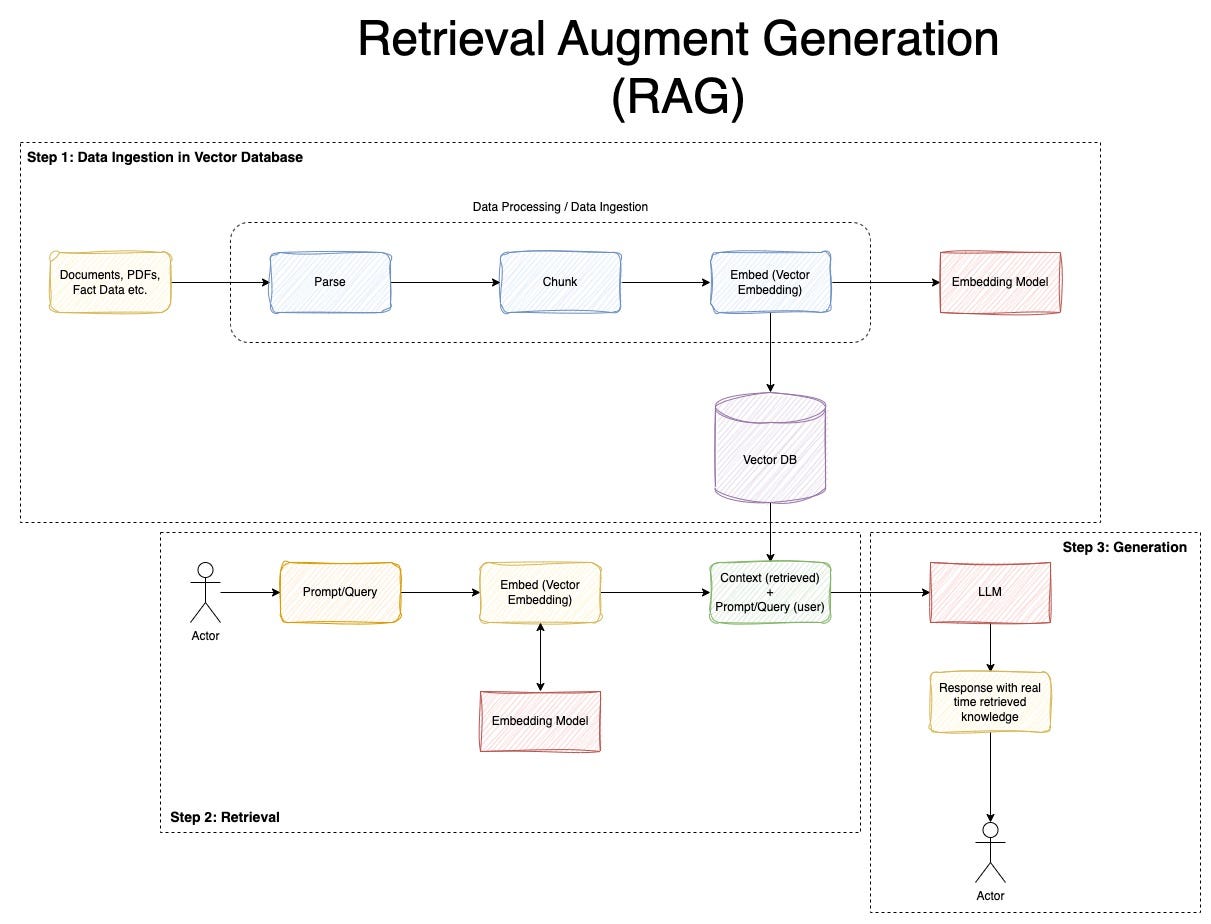 Retrieval Augment Generation
(RAG)
Step 1: Data Ingestion in Vector Database
Data Processing / Data Ingestion
Documents, PDFs,
Fact Data etc.
Parse
Chunk
Embed (Vector
Embedding)
Embedding Model
Vector DB
Step 3: Generation
Actor
Prompt/Query
Embed (Vector
Embedding)
Context (retrieved)
+
Prompt/Query (user)
LLM
Embedding Model
Response with real
time retrieved
knowledge
Step 2: Retrieval
Actor